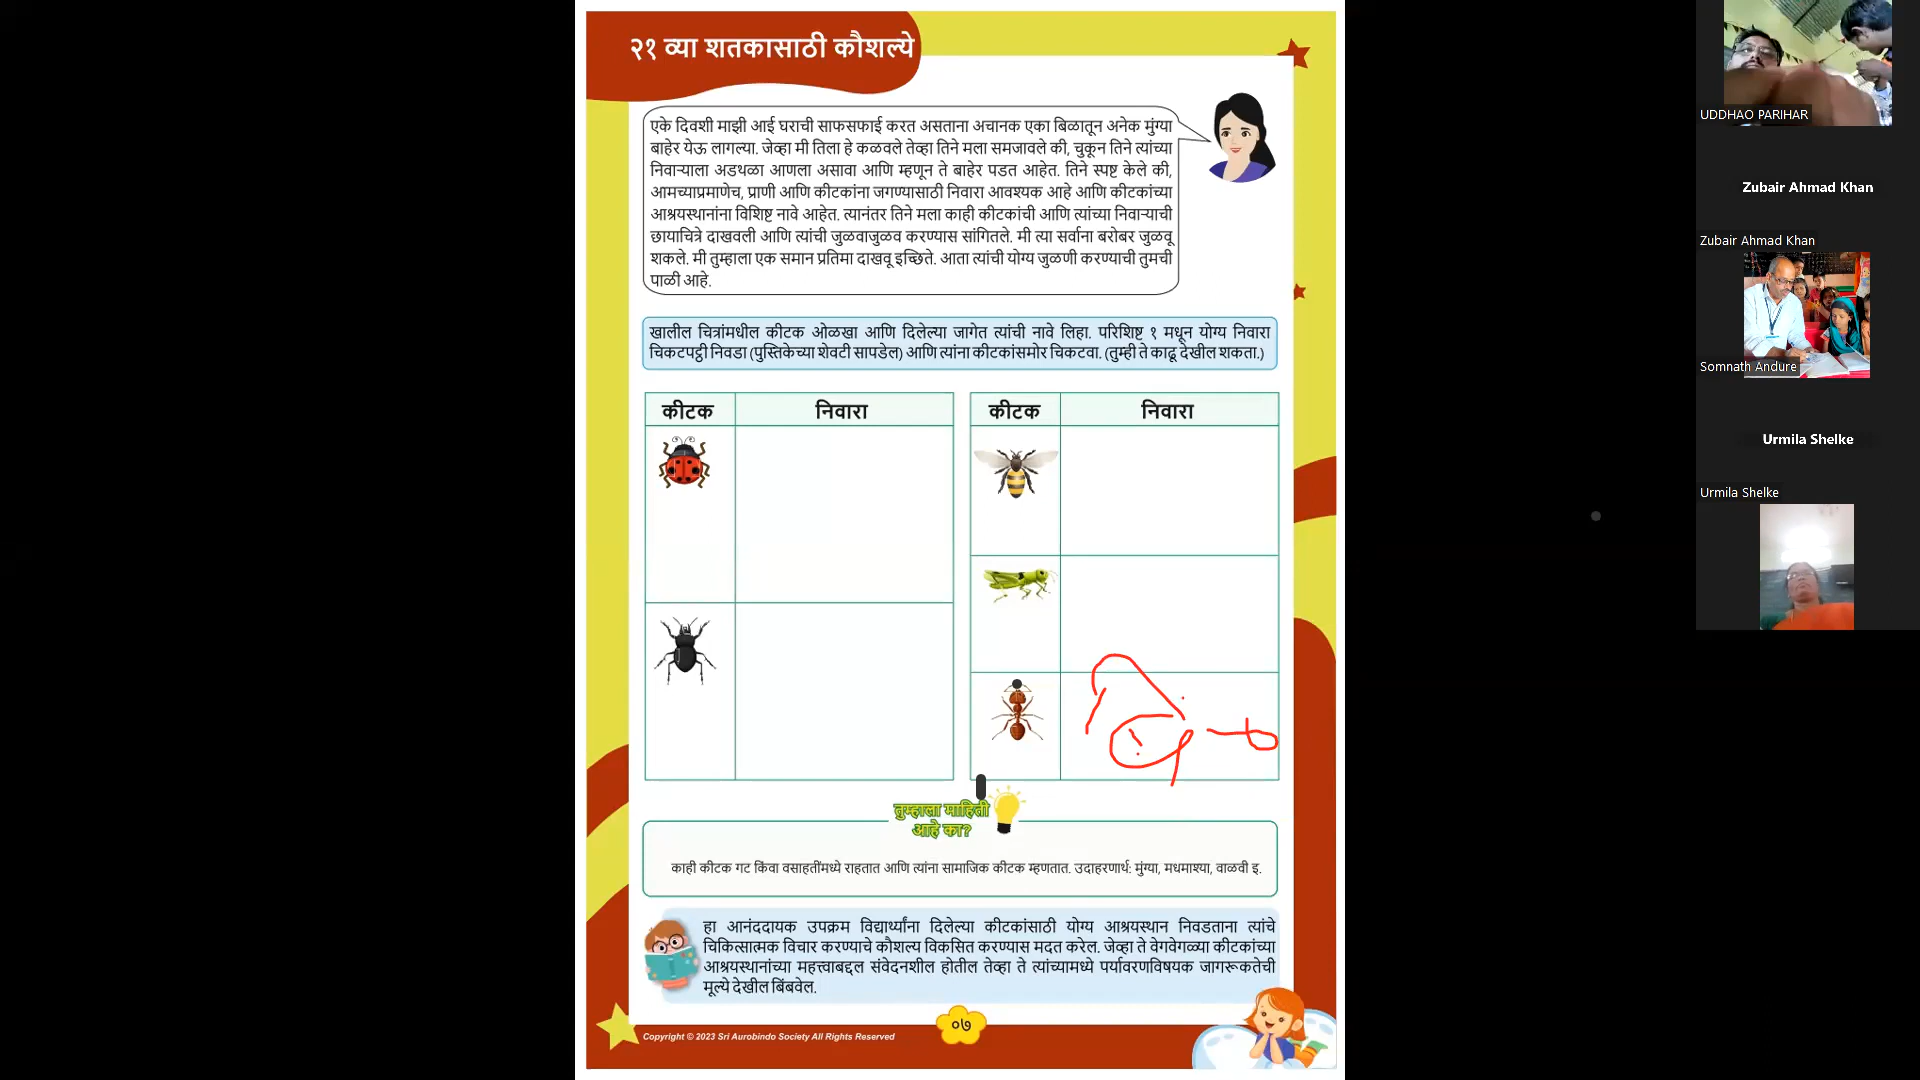 २१ व्या शतकासाठी कौशल्ये
एके दिवशी माझी आई घराची साफसफाई करत असताना अचानक एका बिळातून अनेक मुंग्या
बाहेर येऊ लागल्या. जेव्हा मी तिला हे कळवले तेव्हा तिने मला समजावले की, चुकून तिने त्यांच्या
निवाऱ्याला अडथळा आणला असावा आणि म्हणून ते बाहेर पडत आहेत. तिने स्पष्ट केले की,
आमच्याप्रमाणेच, प्राणी आणि कीटकांना जगण्यासाठी निवारा आवश्यक आहे आणि कीटकांच्या
आश्रयस्थानांना विशिष्ट नावे आहेत. त्यानंतर तिने मला काही कीटकांची आणि त्यांच्या निवाऱ्याची
छायाचित्रे दाखवली आणि त्यांची जुळवाजुळव करण्यास सांगितले. मी त्या सर्वाना बरोबर जुळवू
शकले. मी तुम्हाला एक समान प्रतिमा दाखवू इच्छिते. आता त्यांची योग्य जुळणी करण्याची तुमची
पाळी आहे.
खालील चित्रांमधील कीटक ओळखा आणि दिलेल्या जागेत त्यांची नावे लिहा. परिशिष्ट १ मधून योग्य निवारा
चिकटपट्टी निवडा (पुस्तिकेच्या शेवटी सापडेल) आणि त्यांना कीटकांसमोर चिकटवा. (तुम्ही ते काढू देखील शकता.)
कीटक निवारा कीटक निवारा
तुम्हाला माहिती
आहे का?
काही कीटक गट किंवा वसाहतींमध्ये राहतात आणि त्यांना सामाजिक कीटक म्हणतात. उदाहरणार्थ: मुंग्या, मधमाश्या, वाळवी इ.
हा आनंददायक उपक्रम विद्यार्थ्यांना दिलेल्या कीटकांसाठी योग्य आश्रयस्थान निवडताना त्यांचे
चिकित्सात्मक विचार करण्याचे कौशल्य विकसित करण्यास मदत करेल. जेव्हा ते वेगवेगळ्या कीटकांच्या
आश्रयस्थानांच्या महत्त्वाबद्दल संवेदनशील होतील तेव्हा ते त्यांच्यामध्ये पर्यावरणविषयक जागरूकतेची
मूल्ये देखील बिंबवेल.
०७
Copyright © 2023 Sri Aurobindo Society All Rights Reserved
UDDHAO PARIHAR
Zubair Ahmad Khan
Zubair Ahmad Khan
Somnath Andure
Urmila Shelke
Urmila Shelke